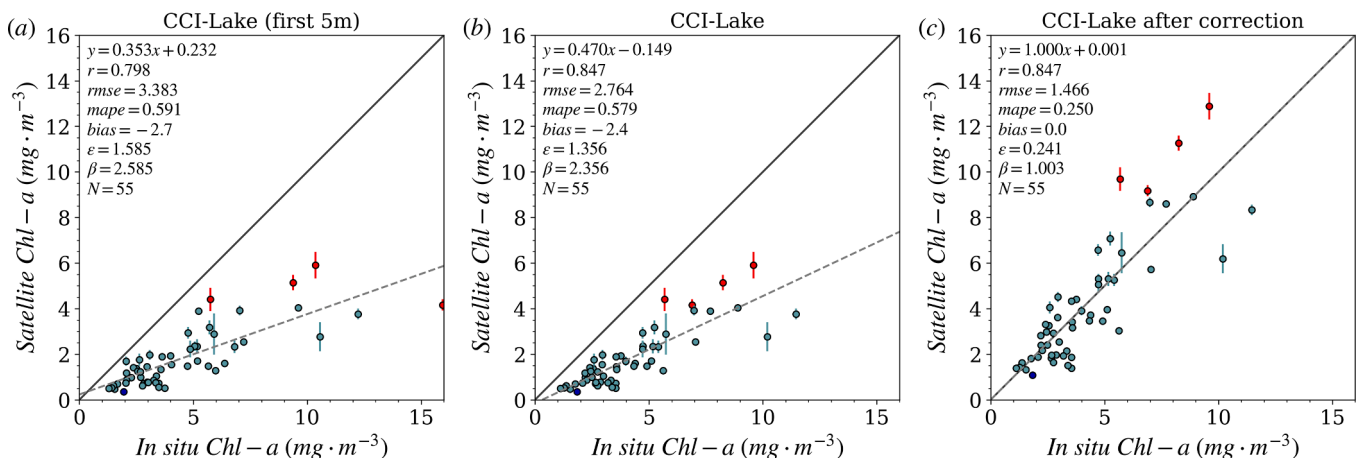 (a) CCI-Lake (first 5m)
16
y = 0.353x + 0.232
r = 0.798
14
rmse = 3.383
mape = 0.591
12
bias = −2.7
ε = 1.585
10
β = 2.585
N = 55
8
6
4
2
0
0 5 10 15
In situ Chl − a (mg · m⁻³)
Satellite Chl − a (mg · m⁻³)
(b) CCI-Lake
16
y = 0.470x − 0.149
r = 0.847
14
rmse = 2.764
mape = 0.579
12
bias = −2.4
ε = 1.356
10
β = 2.356
N = 55
8
6
4
2
0
0 5 10 15
In situ Chl − a (mg · m⁻³)
Satellite Chl − a (mg · m⁻³)
(c) CCI-Lake after correction
16
y = 1.000x + 0.001
r = 0.847
14
rmse = 1.466
mape = 0.250
12
bias = 0.0
ε = 0.241
10
β = 1.003
N = 55
8
6
4
2
0
0 5 10 15
In situ Chl − a (mg · m⁻³)
Satellite Chl − a (mg · m⁻³)